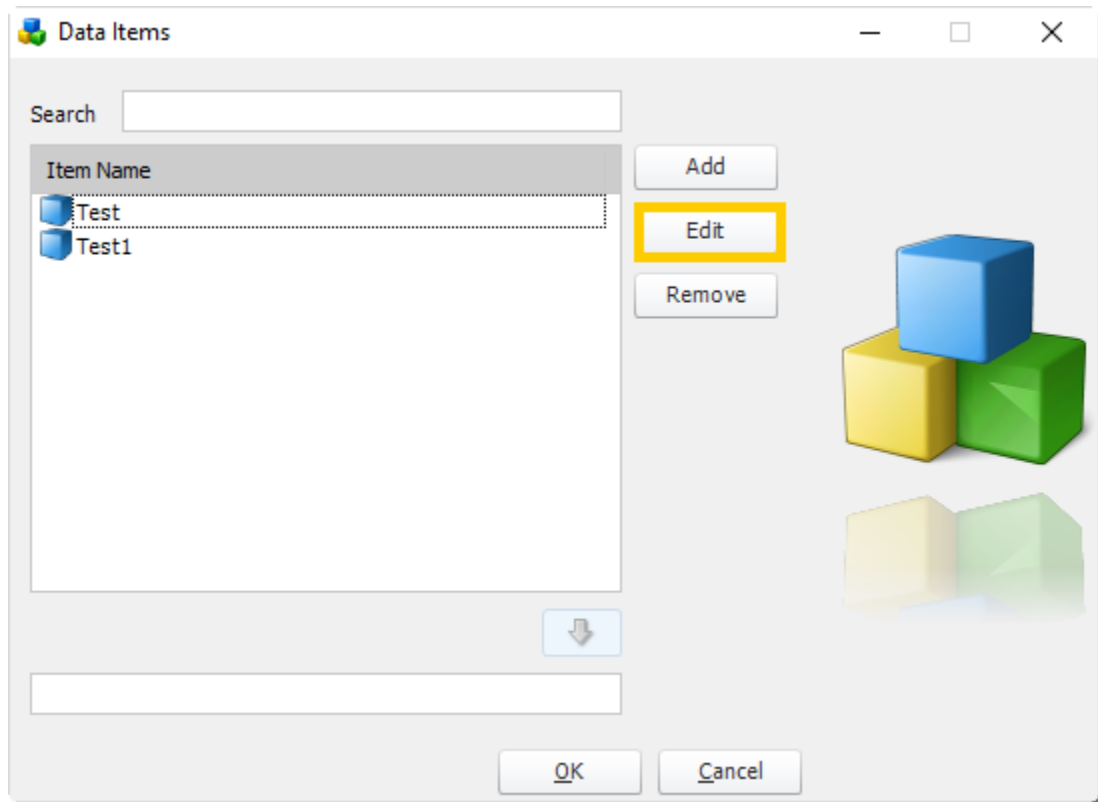 Data Items
Search
Item Name
Add
Test
Edit
Test1
Remove
OK
Cancel